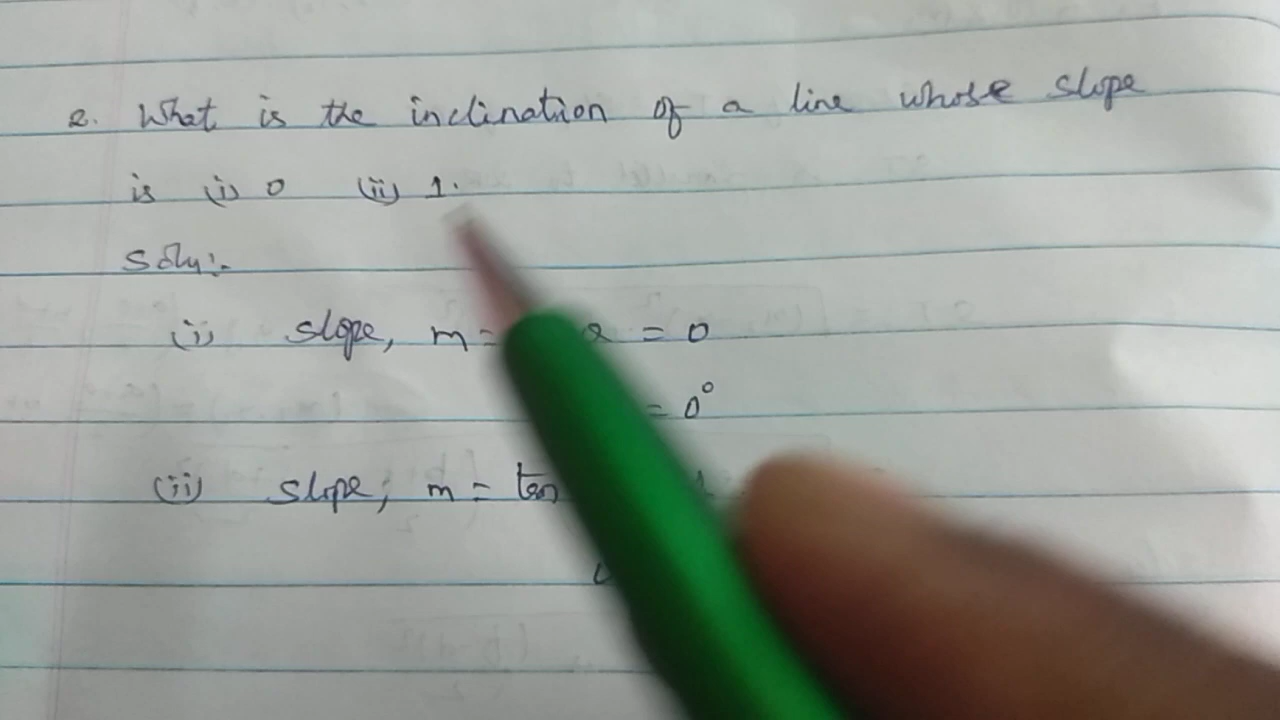 2. What is the inclination of a line whose slope
is (i) 0 (ii) 1.
Soln:-
(i) slope, m = = 0
= 0°
(ii) slope, m = tan